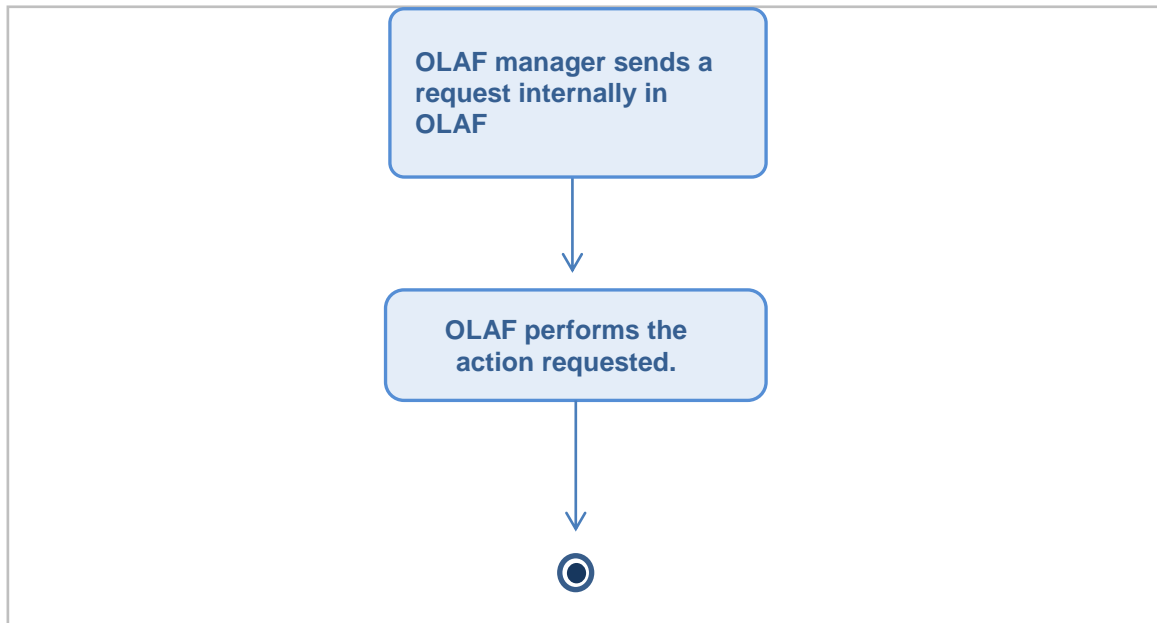 OLAF manager sends a
request internally in
OLAF
OLAF performs the
action requested.